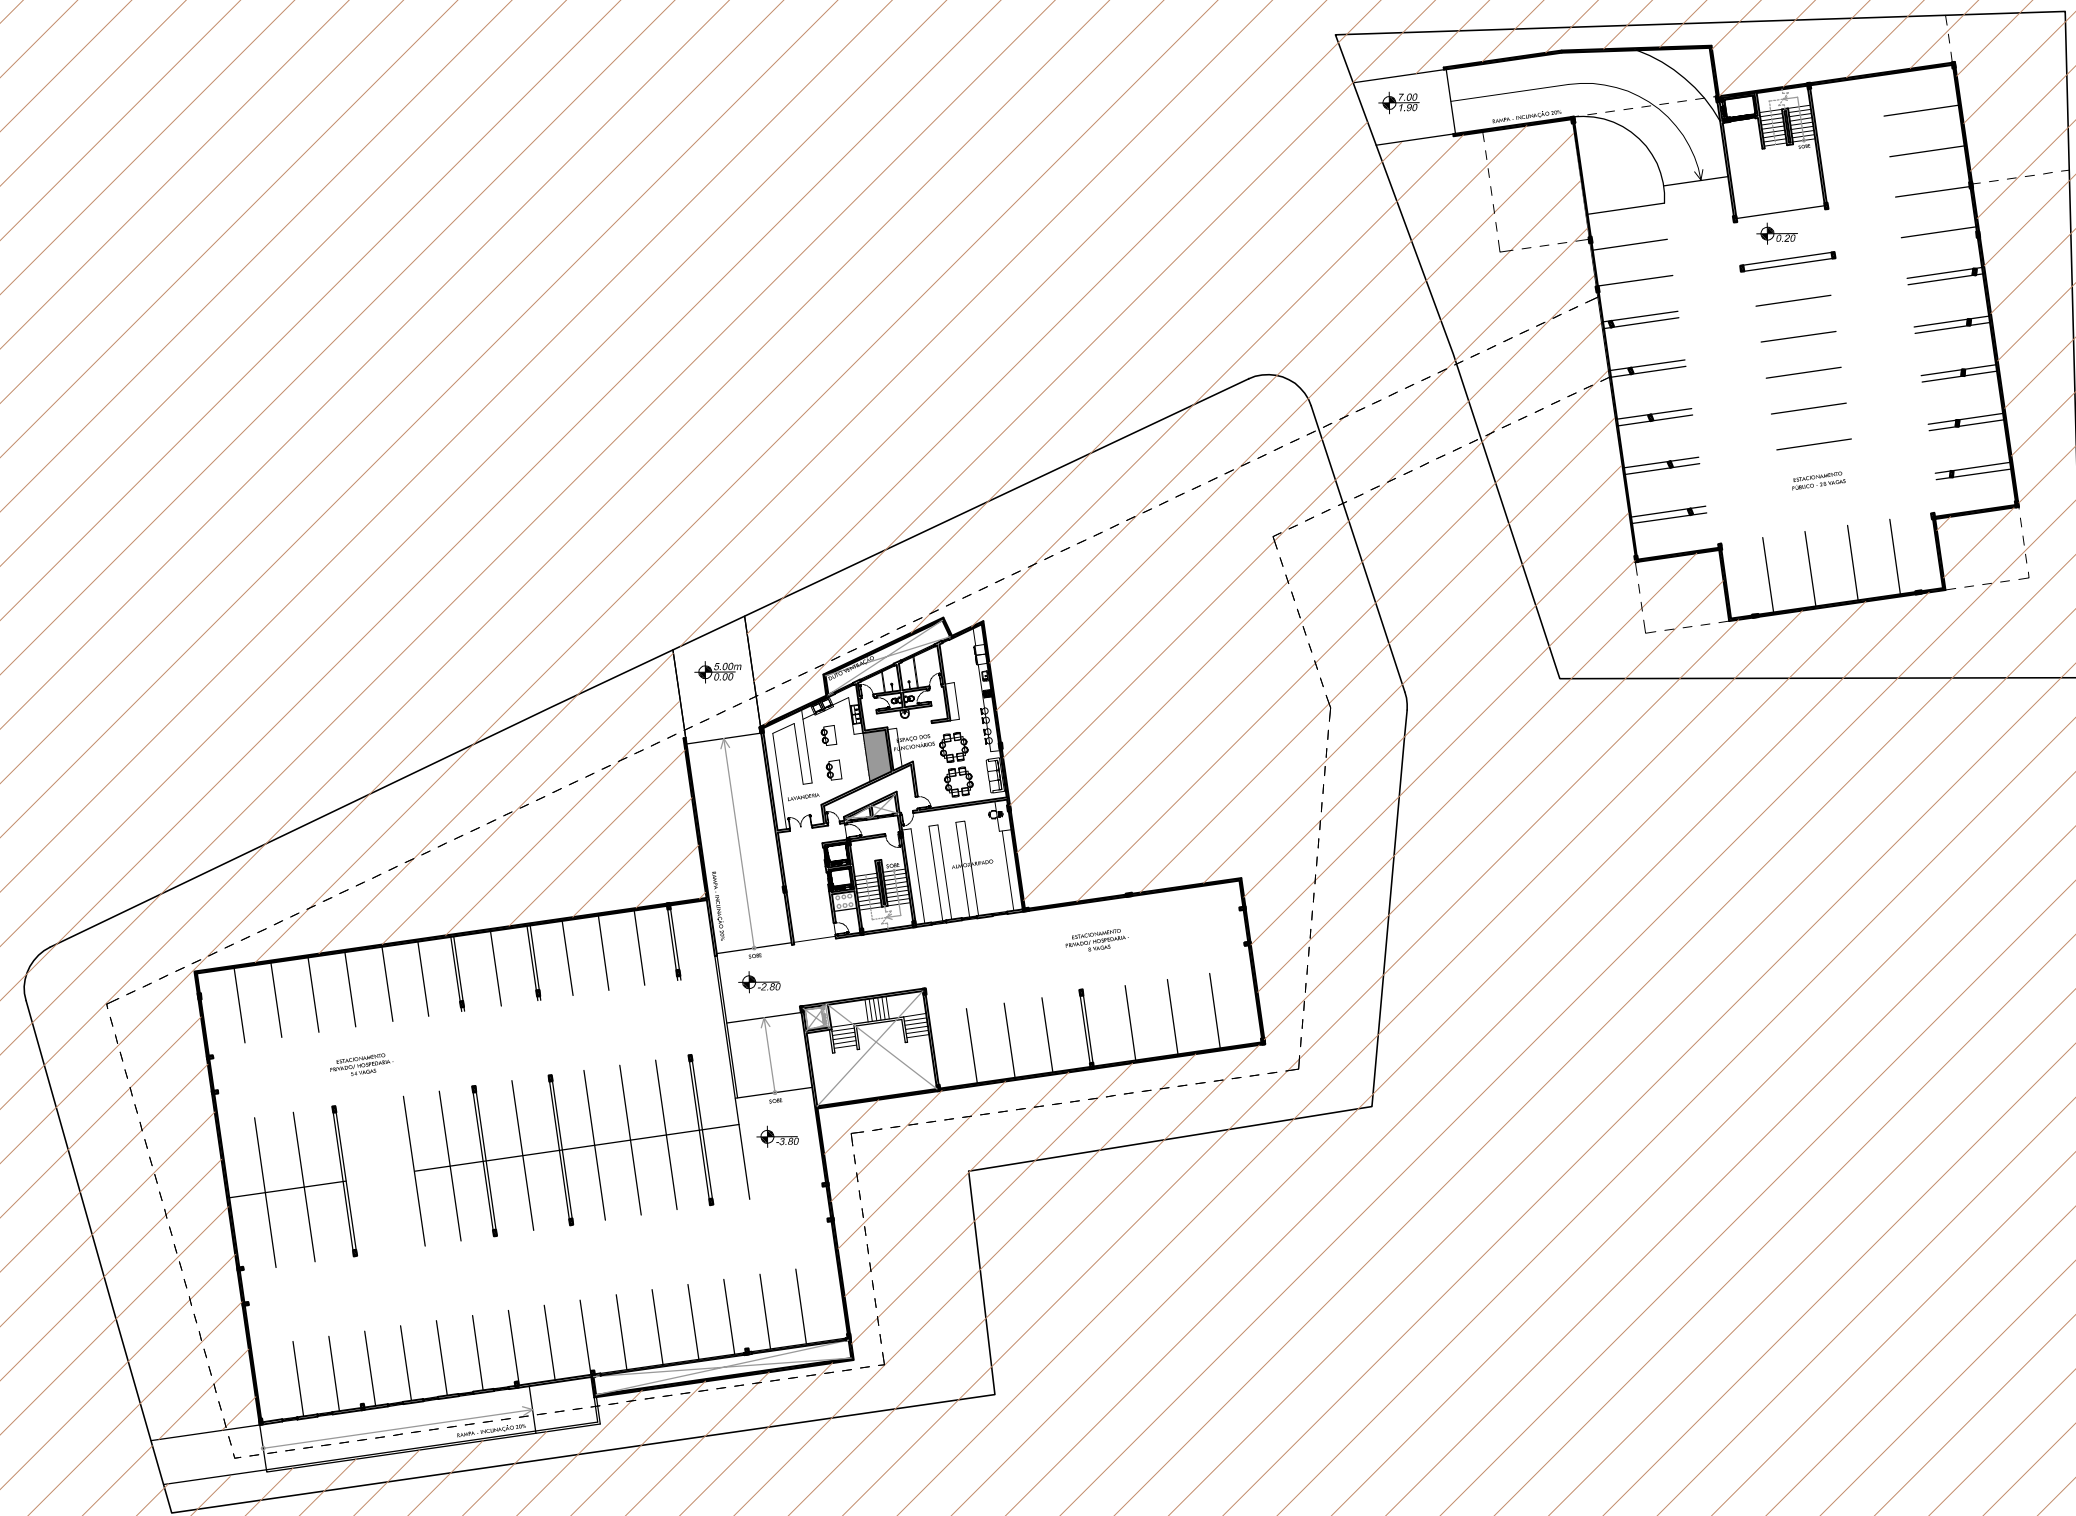 7.00
1.90
RAMPA - INCLINAÇÃO 20%
SOBE
0.20
ESTACIONAMENTO
PÚBLICO - 28 VAGAS
5.00m
0.00
DUTO VENTILAÇÃO
ESPAÇO DOS
FUNCIONÁRIOS
LAVANDERIA
SOBE
ALMOXARIFADO
RAMPA - INCLINAÇÃO 20%
SOBE
-2.80
ESTACIONAMENTO
PRIVADO/ HOSPEDARIA -
8 VAGAS
ESTACIONAMENTO
PRIVADO/ HOSPEDARIA -
54 VAGAS
SOBE
-3.80
RAMPA - INCLINAÇÃO 20%